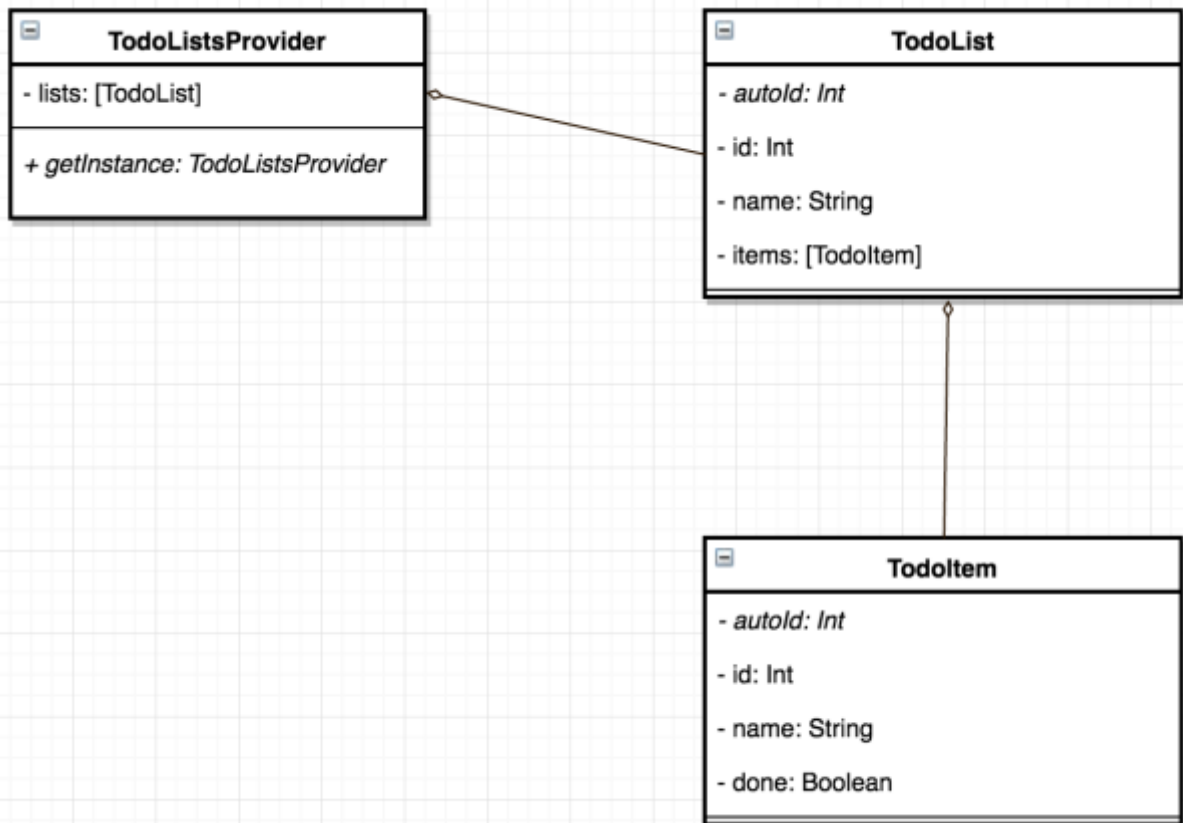 TodoListsProvider
- lists: [TodoList]
+ getInstance: TodoListsProvider
TodoList
- autoId: Int
- id: Int
- name: String
- items: [TodoItem]
TodoItem
- autoId: Int
- id: Int
- name: String
- done: Boolean